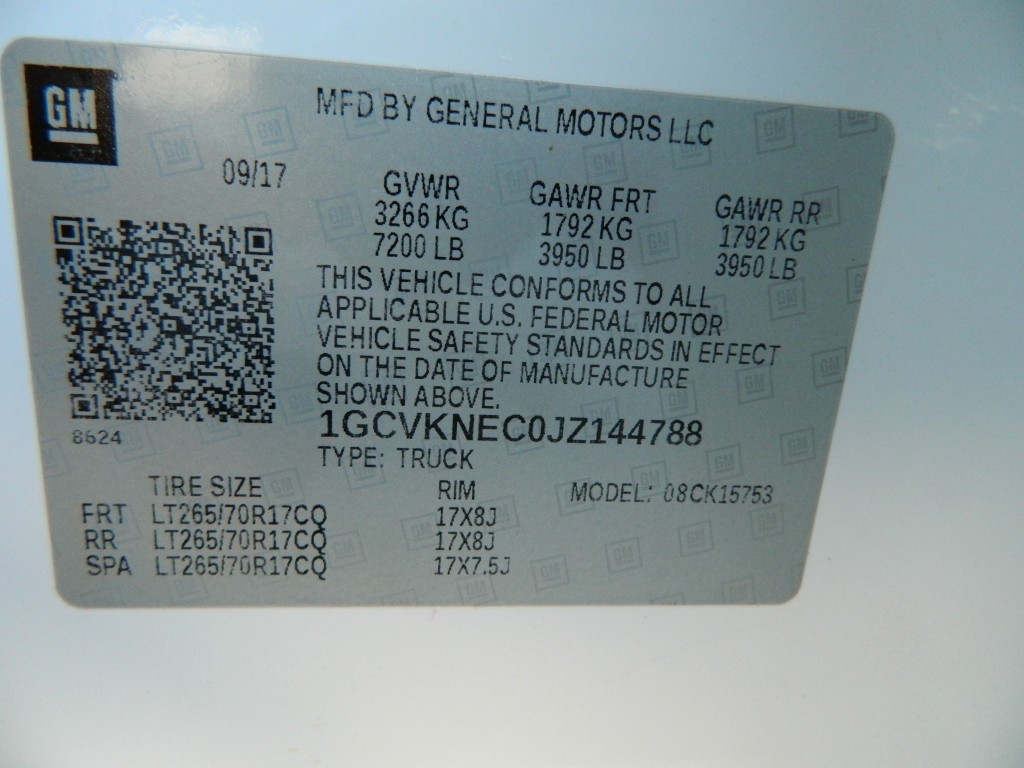 GM
MFD BY GENERAL MOTORS LLC
09/17
GVWR GAWR FRT GAWR RR
3266 KG 1792 KG 1792 KG
7200 LB 3950 LB 3950 LB
THIS VEHICLE CONFORMS TO ALL
APPLICABLE U.S. FEDERAL MOTOR
VEHICLE SAFETY STANDARDS IN EFFECT
ON THE DATE OF MANUFACTURE
SHOWN ABOVE.
8624
1GCVKNEC0JZ144788
TYPE: TRUCK
TIRE SIZE RIM MODEL: 08CK15753
FRT LT265/70R17CQ 17X8J
RR LT265/70R17CQ 17X8J
SPA LT265/70R17CQ 17X7.5J